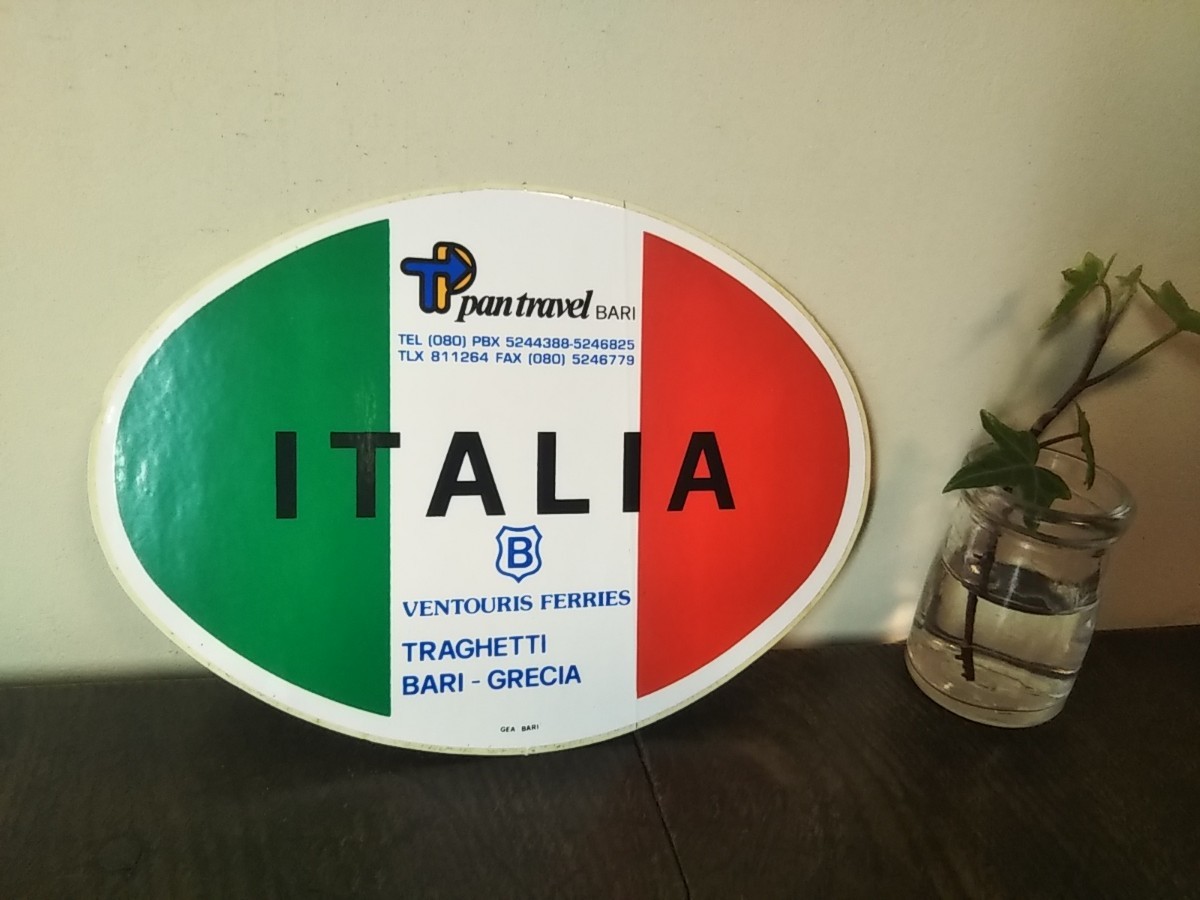 pan travel BARI
TEL (080) PBX 5244388-5246825
TLX 811264 FAX (080) 5246779
ITALIA
B
VENTOURIS FERRIES
TRAGHETTI
BARI - GRECIA
GEA BARI